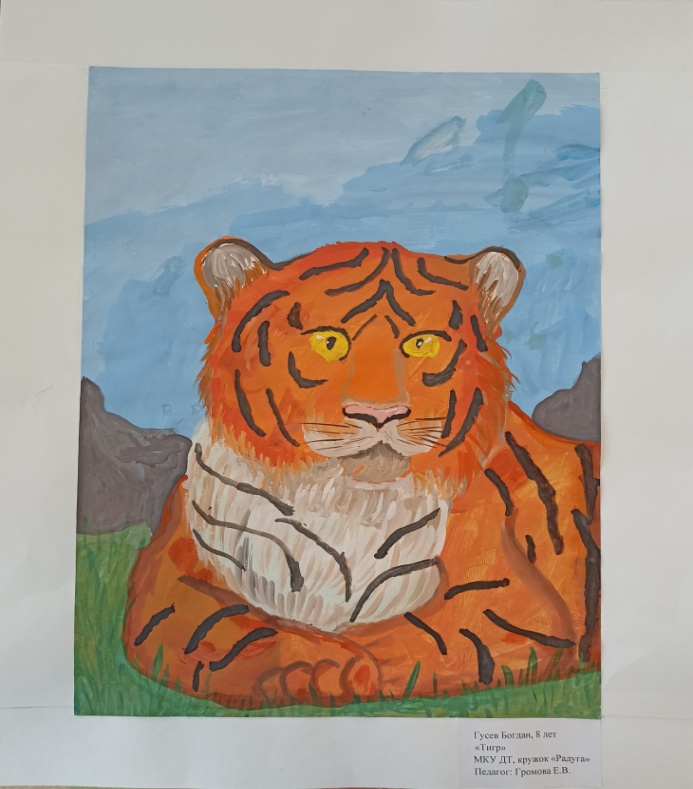 Гусев Богдан, 8 лет
«Тигр»
МКУ ДТ, кружок «Радуга»
Педагог: Громова Е.В.